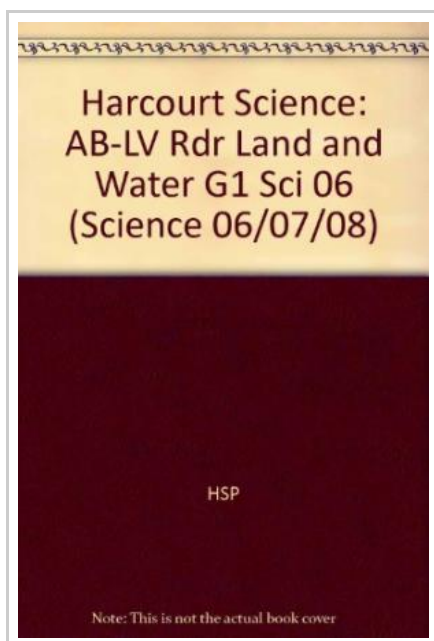 Harcourt Science:
AB-LV Rdr Land and
Water G1 Sci 06
(Science 06/07/08)
HSP
Note: This is not the actual book cover